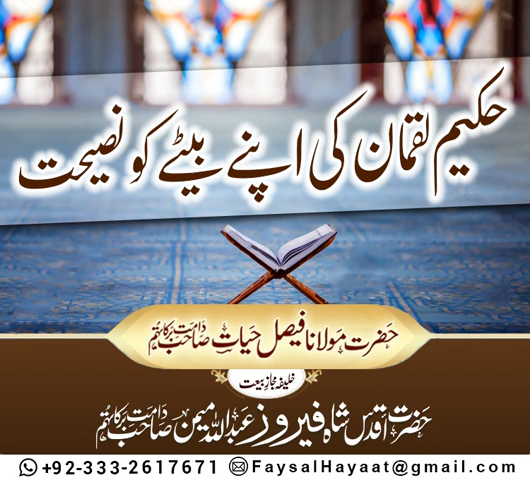 حکیم لقمان کی اپنے بیٹے کو نصیحت
حضرت مولانا فیصل حیات صاحب دامت برکاتہم
خلیفہ مجاز بیعت
حضرت اقدس شاہ فیروز عبداللہ میمن صاحب دامت برکاتہم
+92-333-2617671 FaysalHayaat@gmail.com